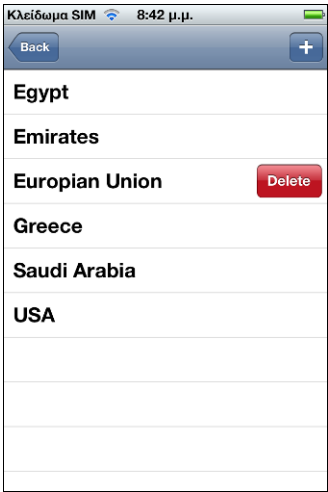 Κλείδωμα SIM 8:42 μ.μ.
Back +
Egypt
Emirates
Europian Union Delete
Greece
Saudi Arabia
USA